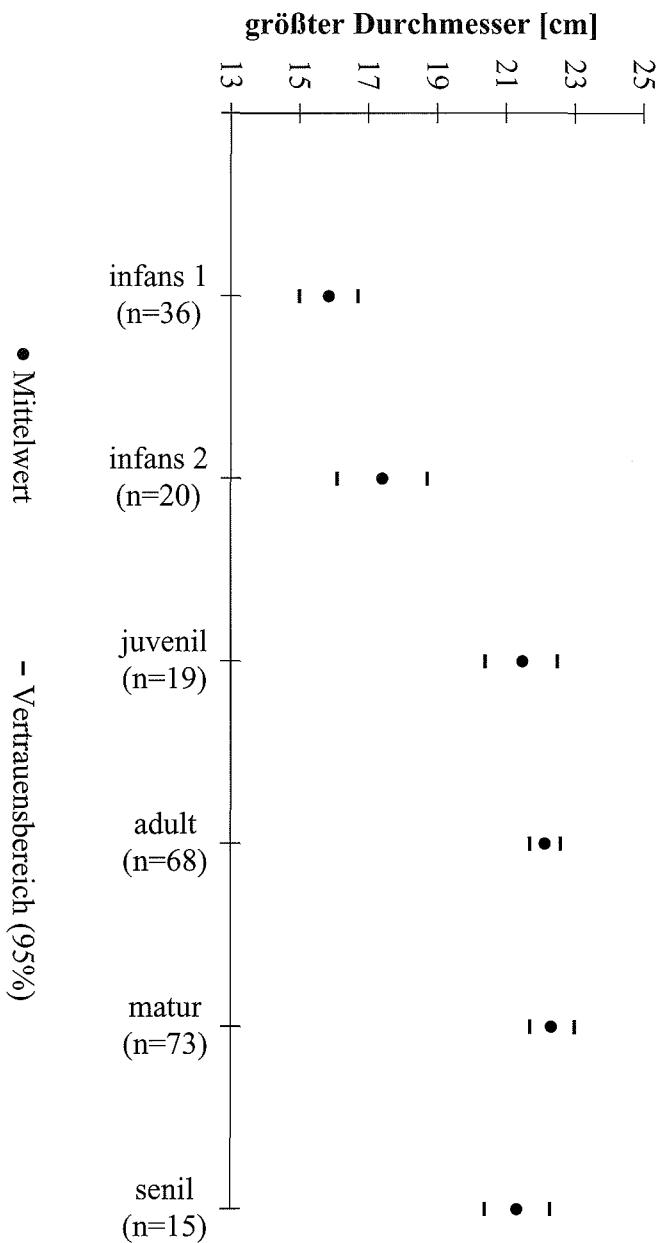 größter Durchmesser [cm]
13
15
17
19
21
23
25
infans 1
(n=36)
infans 2
(n=20)
juvenil
(n=19)
adult
(n=68)
matur
(n=73)
senil
(n=15)
● Mittelwert
– Vertrauensbereich (95%)